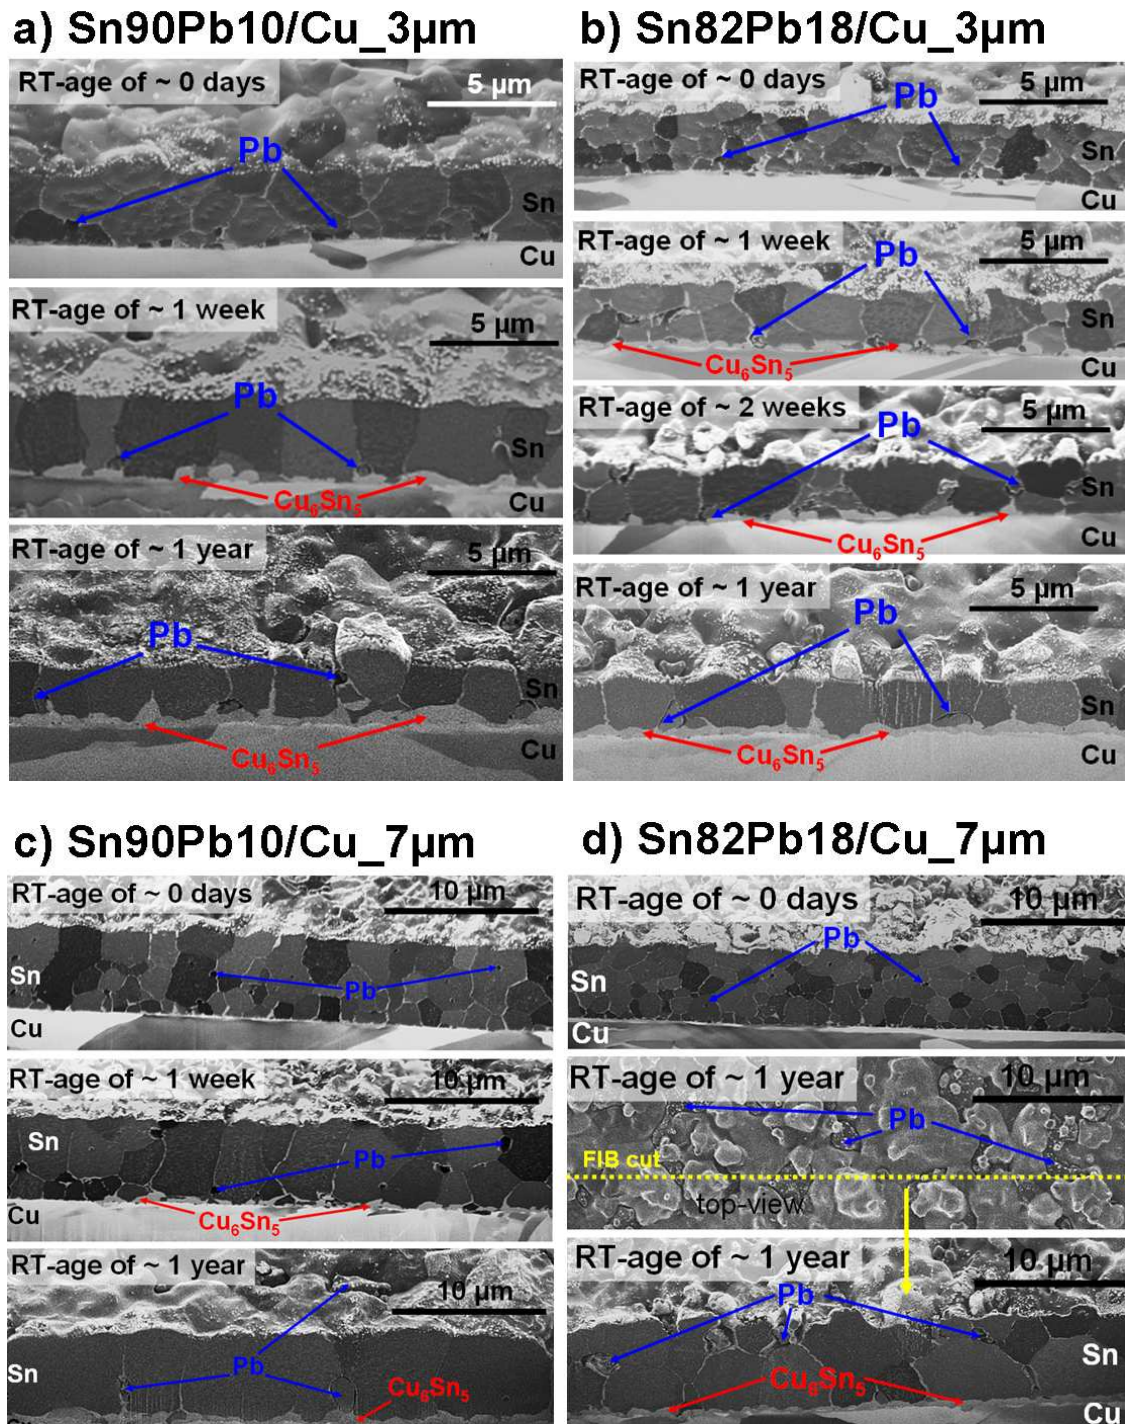 a) Sn90Pb10/Cu_3µm
RT-age of ~ 0 days
5 µm
Pb
Sn
Cu
RT-age of ~ 1 week
5 µm
Pb
Sn
Cu6Sn5
Cu
RT-age of ~ 1 year
5 µm
Pb
Sn
Cu6Sn5
Cu
b) Sn82Pb18/Cu_3µm
RT-age of ~ 0 days
5 µm
Pb
Sn
Cu
RT-age of ~ 1 week
5 µm
Pb
Sn
Cu6Sn5
Cu
RT-age of ~ 2 weeks
5 µm
Pb
Sn
Cu6Sn5
Cu
RT-age of ~ 1 year
5 µm
Pb
Sn
Cu6Sn5
Cu
c) Sn90Pb10/Cu_7µm
RT-age of ~ 0 days
10 µm
Sn
Pb
Cu
RT-age of ~ 1 week
10 µm
Sn
Pb
Cu
Cu6Sn5
RT-age of ~ 1 year
10 µm
Sn
Pb
Cu6Sn5
Cu
d) Sn82Pb18/Cu_7µm
RT-age of ~ 0 days
10 µm
Pb
Sn
Cu
RT-age of ~ 1 year
10 µm
Pb
FIB cut
top-view
RT-age of ~ 1 year
10 µm
Pb
Pb
Sn
Cu6Sn5
Cu